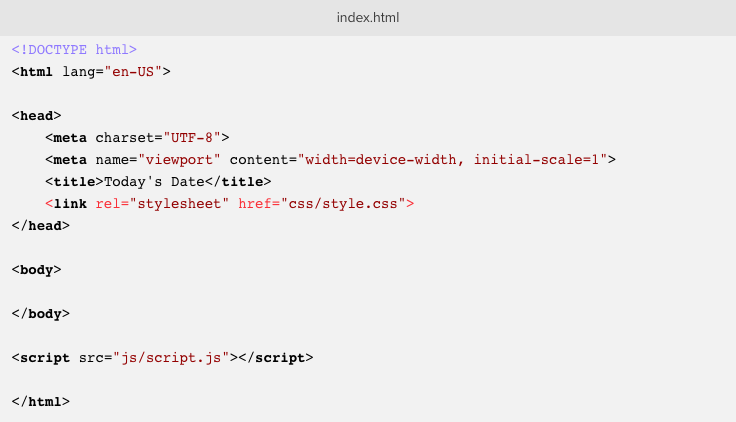 index.html
<!DOCTYPE html>
<html lang="en-US">
<head>
<meta charset="UTF-8">
<meta name="viewport" content="width=device-width, initial-scale=1">
<title>Today's Date</title>
<link rel="stylesheet" href="css/style.css">
</head>
<body>
</body>
<script src="js/script.js"></script>
</html>